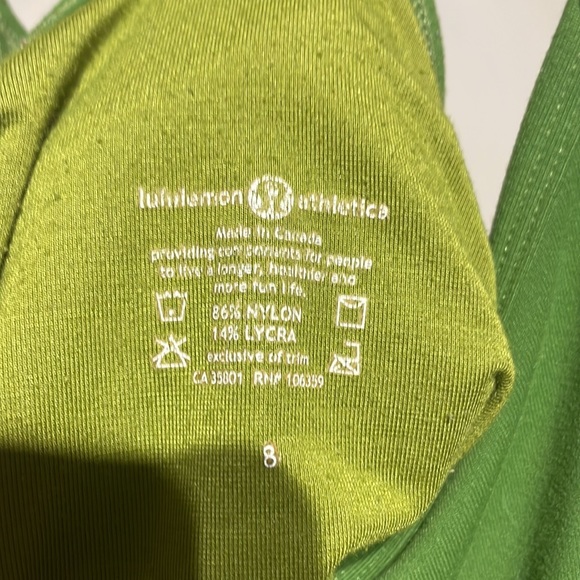 lululemon athletica
Made in Canada
providing components for people
to live a longer, healthier and
more fun life.
86% NYLON
14% LYCRA
exclusive of trim
CA 35801 RN# 106359
8